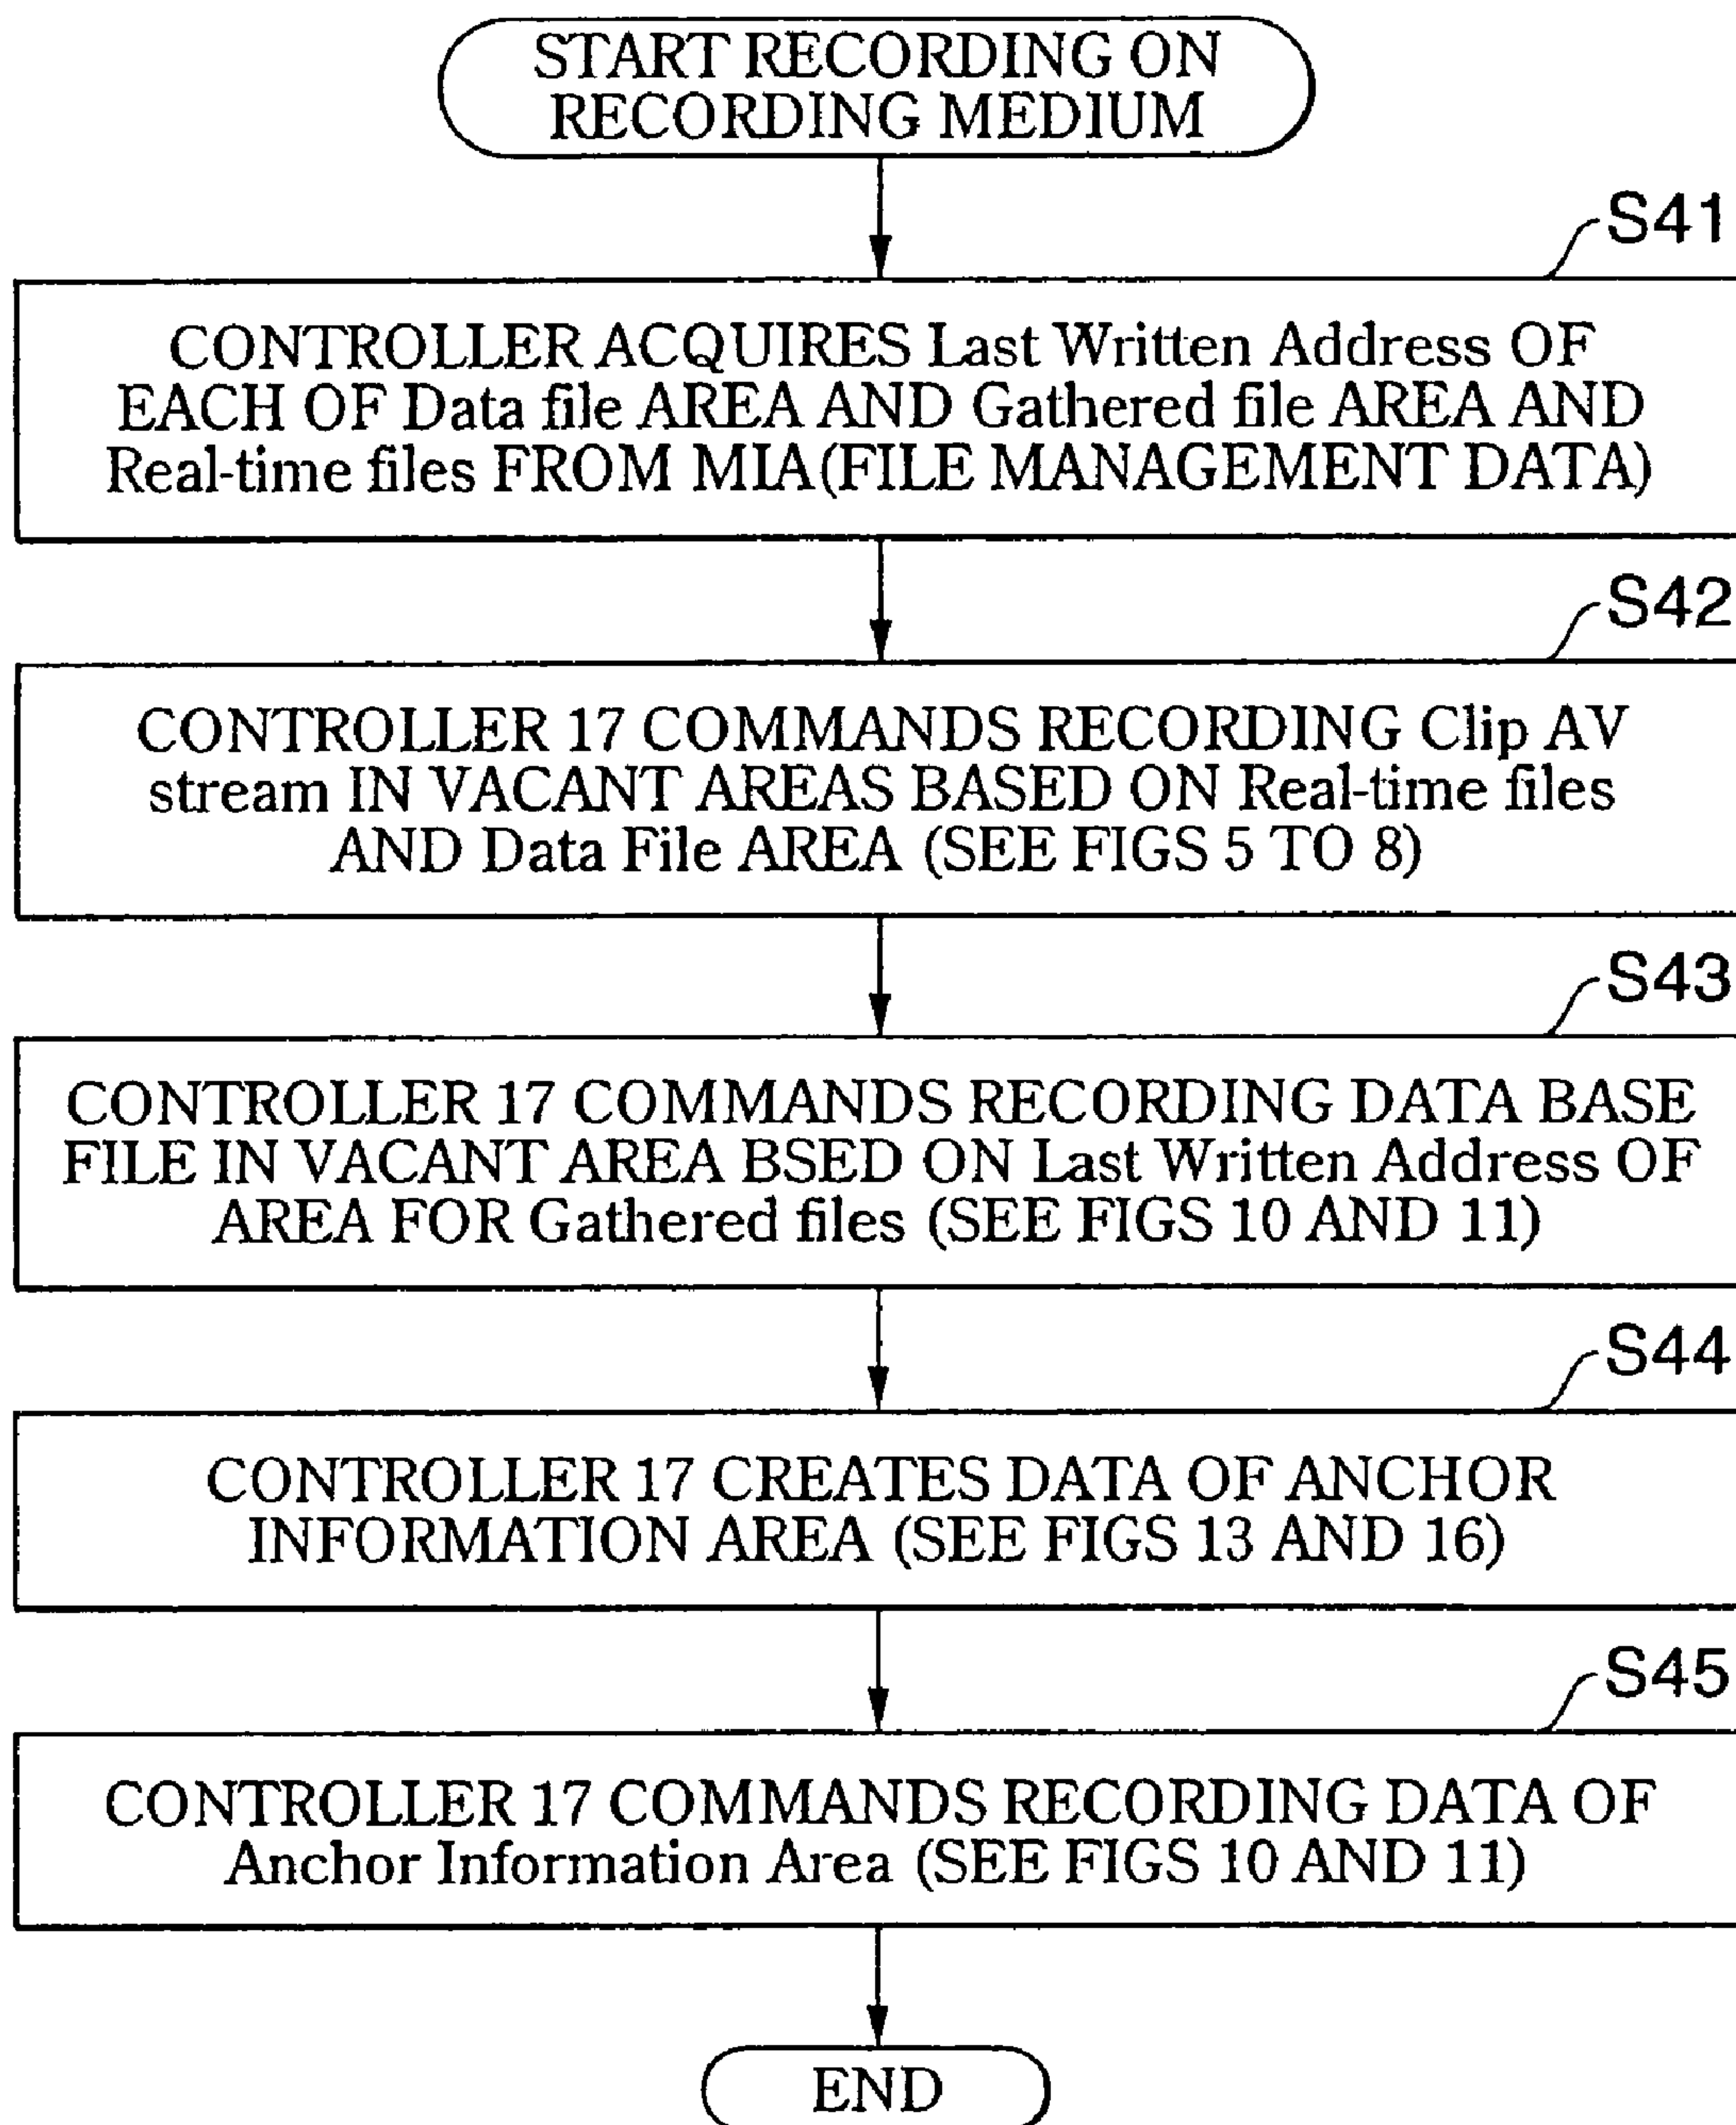 START RECORDING ON
RECORDING MEDIUM
S41
CONTROLLER ACQUIRES Last Written Address OF
EACH OF Data file AREA AND Gathered file AREA AND
Real-time files FROM MIA(FILE MANAGEMENT DATA)
S42
CONTROLLER 17 COMMANDS RECORDING Clip AV
stream IN VACANT AREAS BASED ON Real-time files
AND Data File AREA (SEE FIGS 5 TO 8)
S43
CONTROLLER 17 COMMANDS RECORDING DATA BASE
FILE IN VACANT AREA BSED ON Last Written Address OF
AREA FOR Gathered files (SEE FIGS 10 AND 11)
S44
CONTROLLER 17 CREATES DATA OF ANCHOR
INFORMATION AREA (SEE FIGS 13 AND 16)
S45
CONTROLLER 17 COMMANDS RECORDING DATA OF
Anchor Information Area (SEE FIGS 10 AND 11)
END